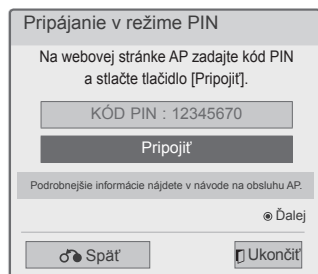 Pripájanie v režime PIN
Na webovej stránke AP zadajte kód PIN
a stlačte tlačidlo [Pripojiť].
KÓD PIN : 12345670
Pripojiť
Podrobnejšie informácie nájdete v návode na obsluhu AP.
Ďalej
Späť Ukončiť